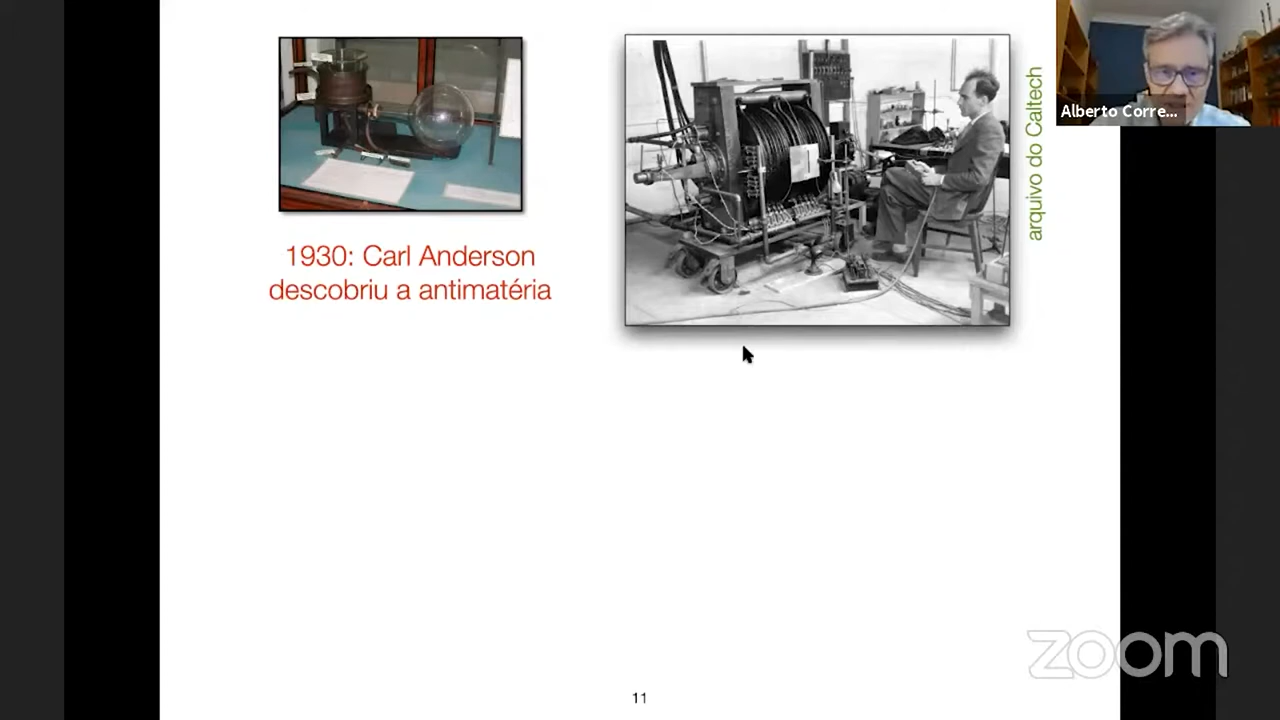 1930: Carl Anderson
descobriu a antimatéria
arquivo do Caltech
Alberto Corre...
zoom
11